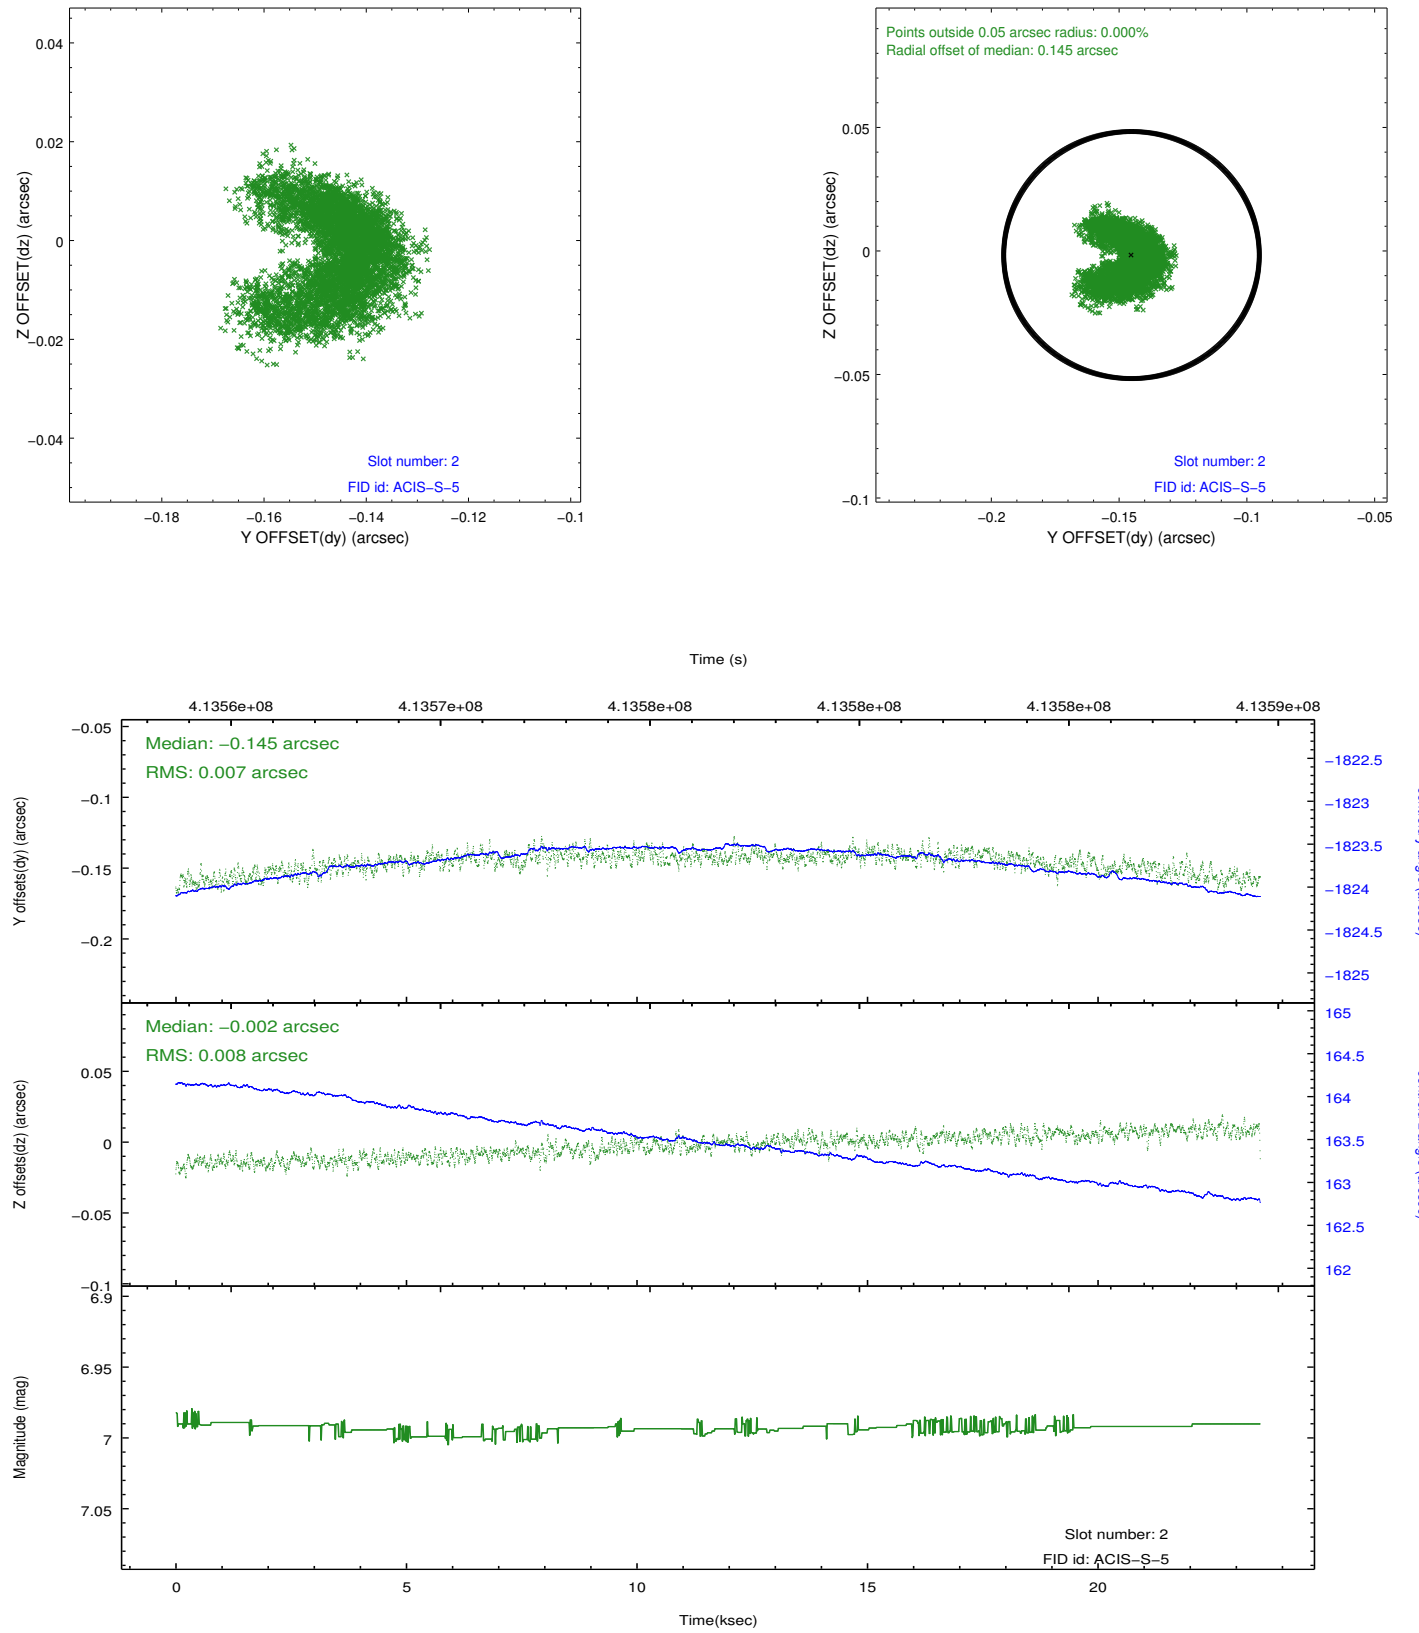 0.04
0.02
0
−0.02
−0.04
Z OFFSET(dz) (arcsec)
Slot number: 2
FID id: ACIS−S−5
−0.18
−0.16
−0.14
−0.12
−0.1
Y OFFSET(dy) (arcsec)
Points outside 0.05 arcsec radius: 0.000%
Radial offset of median: 0.145 arcsec
0.05
0
−0.05
−0.1
Z OFFSET(dz) (arcsec)
Slot number: 2
FID id: ACIS−S−5
−0.2
−0.15
−0.1
−0.05
Y OFFSET(dy) (arcsec)
Time (s)
4.1356e+08
4.1357e+08
4.1358e+08
4.1358e+08
4.1358e+08
4.1359e+08
Median: −0.145 arcsec
RMS: 0.007 arcsec
−0.05
−0.1
−0.15
−0.2
Y offsets(dy) (arcsec)
−1822.5
−1823
−1823.5
−1824
−1824.5
−1825
Median: −0.002 arcsec
RMS: 0.008 arcsec
0.05
0
−0.05
−0.1
Z offsets(dz) (arcsec)
165
164.5
164
163.5
163
162.5
162
6.9
6.95
7
7.05
Magnitude (mag)
Slot number: 2
FID id: ACIS−S−5
0
5
10
15
20
Time(ksec)